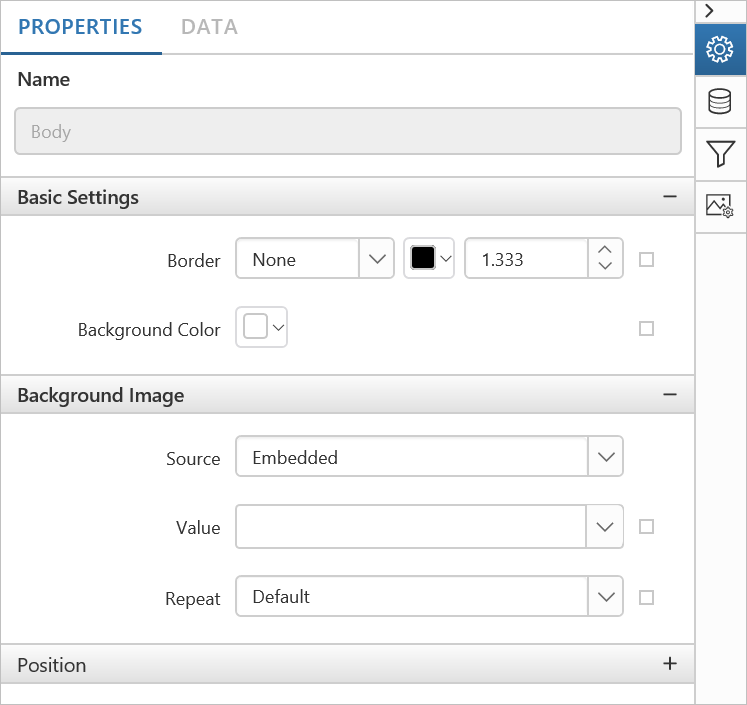 PROPERTIES DATA
Name
Body
Basic Settings
Border None 1.333
Background Color
Background Image
Source Embedded
Value
Repeat Default
Position